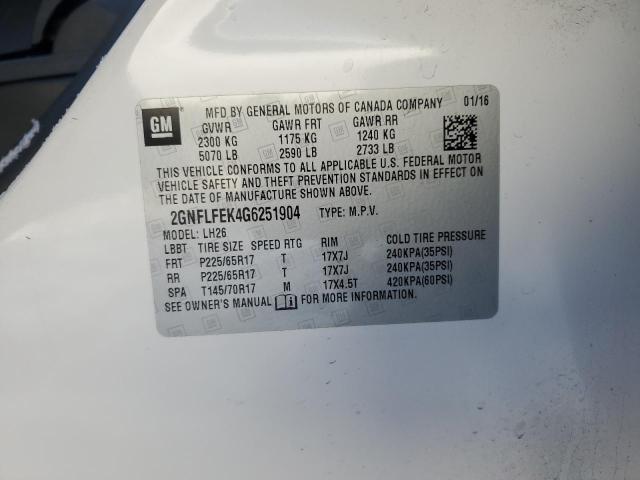 MFD BY GENERAL MOTORS OF CANADA COMPANY 01/16
GM
GVWR GAWR FRT GAWR RR
2300 KG 1175 KG 1240 KG
5070 LB 2590 LB 2733 LB
THIS VEHICLE CONFORMS TO ALL APPLICABLE U.S. FEDERAL MOTOR
VEHICLE SAFETY AND THEFT PREVENTION STANDARDS IN EFFECT ON
THE DATE OF MANUFACTURE SHOWN ABOVE.
2GNFLFEK4G6251904 TYPE: M.P.V.
MODEL: LH26
LBBT TIRE SIZE SPEED RTG RIM COLD TIRE PRESSURE
FRT P225/65R17 T 17X7J 240KPA(35PSI)
RR P225/65R17 T 17X7J 240KPA(35PSI)
SPA T145/70R17 M 17X4.5T 420KPA(60PSI)
SEE OWNER'S MANUAL FOR MORE INFORMATION.